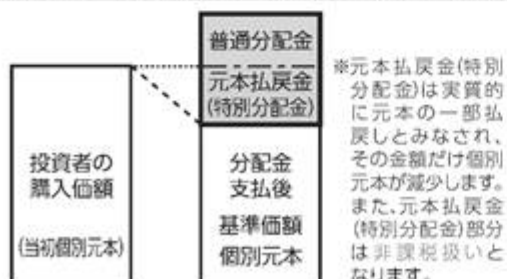 普通分配金
元本払戻金
(特別分配金)
投資者の
購入価額
(当初個別元本)
分配金
支払後
基準価額
個別元本
※元本払戻金(特別
分配金)は実質的
に元本の一部払
戻しとみなされ、
その金額だけ個別
元本が減少します。
また、元本払戻金
(特別分配金)部分
は非課税扱いと
なります。